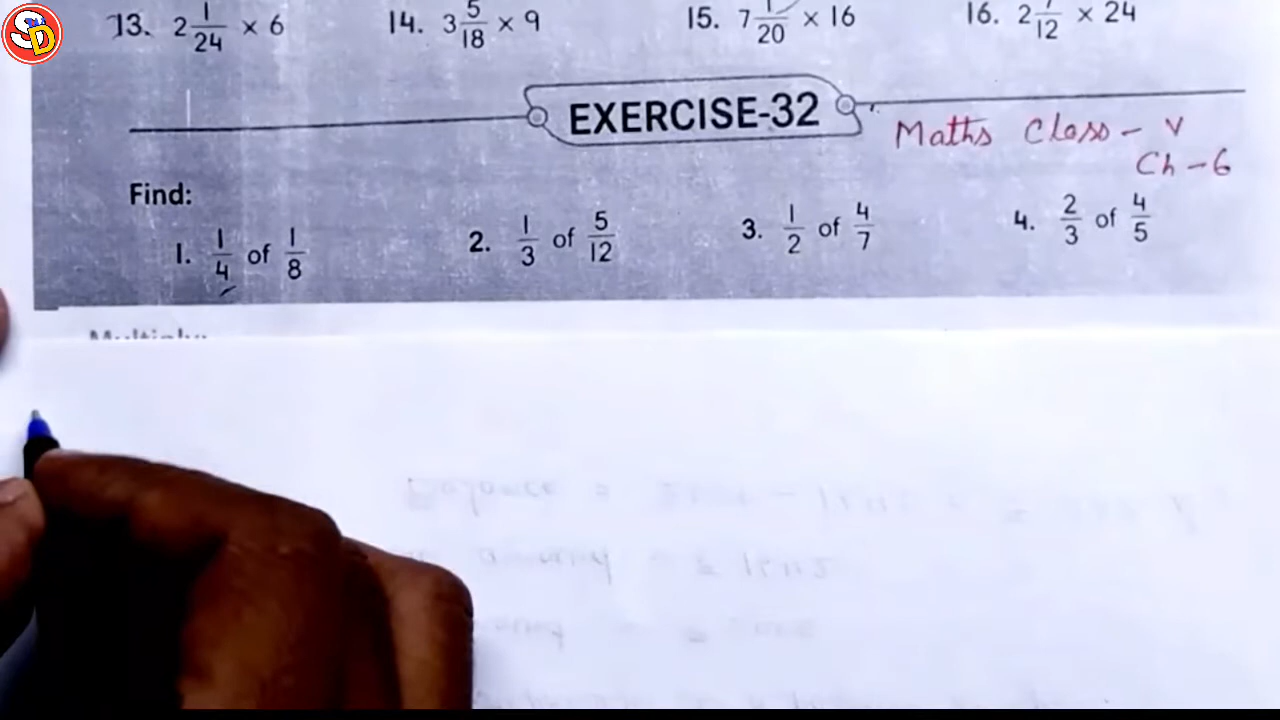 SD
13. 2 1/24 × 6 14. 3 5/18 × 9 15. 7 1/20 × 16 16. 2 7/12 × 24
EXERCISE-32
Maths Class - V
Ch - 6
Find:
1. 1/4 of 1/8 2. 1/3 of 5/12 3. 1/2 of 4/7 4. 2/3 of 4/5